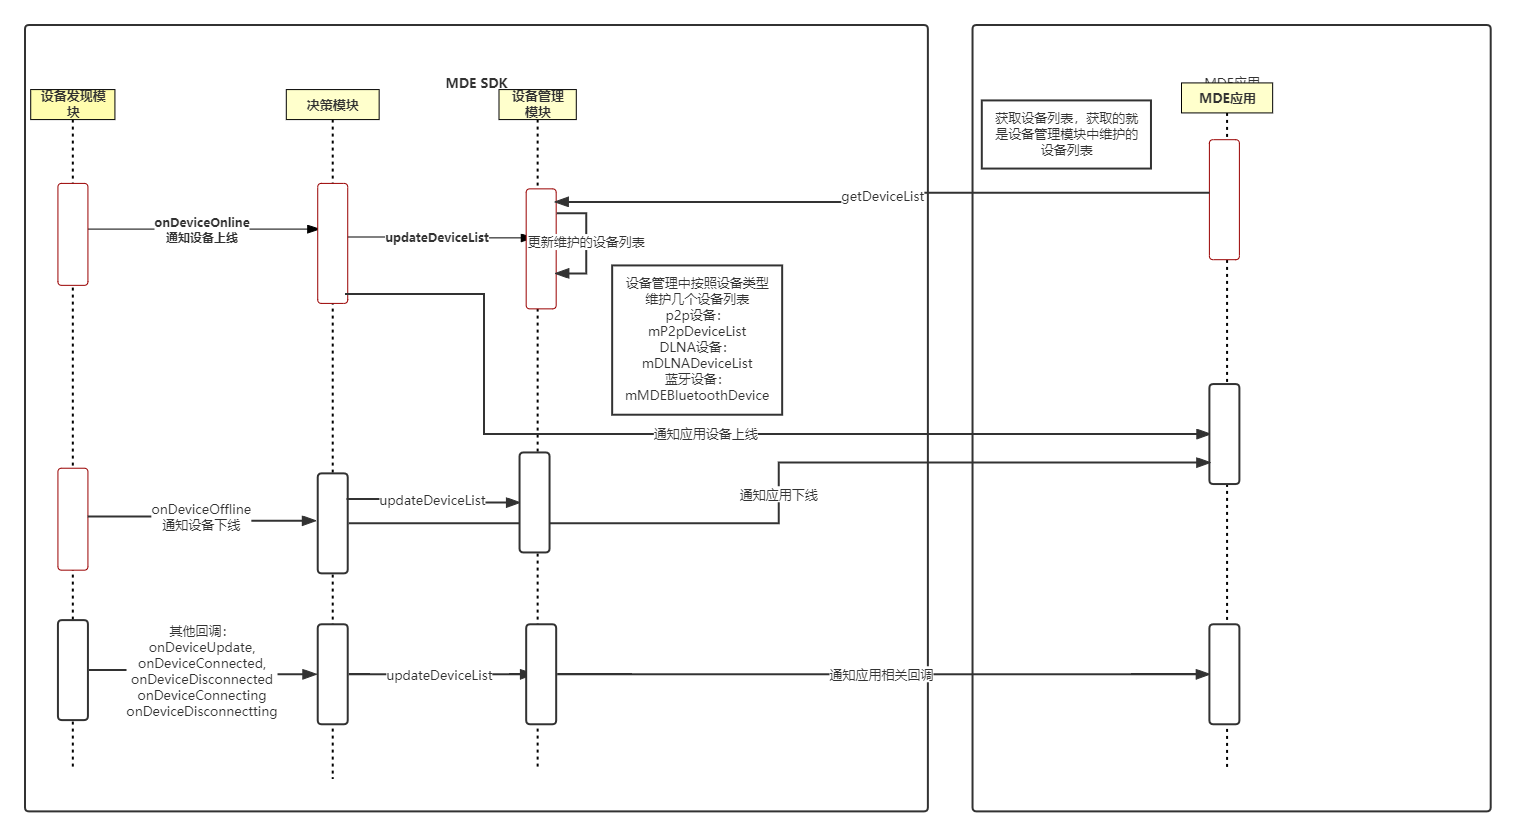 MDE SDK
设备发现模
块
决策模块
设备管理
模块
MDE应用
MDE应用
获取设备列表，获取的就
是设备管理模块中维护的
设备列表
getDeviceList
onDeviceOnline
通知设备上线
updateDeviceList
更新维护的设备列表
设备管理中按照设备类型
维护几个设备列表
p2p设备：
mP2pDeviceList
DLNA设备：
mDLNADeviceList
蓝牙设备：
mMDEBluetoothDevice
通知应用设备上线
onDeviceOffline
通知设备下线
updateDeviceList
通知应用下线
其他回调：
onDeviceUpdate,
onDeviceConnected,
onDeviceDisconnected
onDeviceConnecting
onDeviceDisconnectting
updateDeviceList
通知应用相关回调